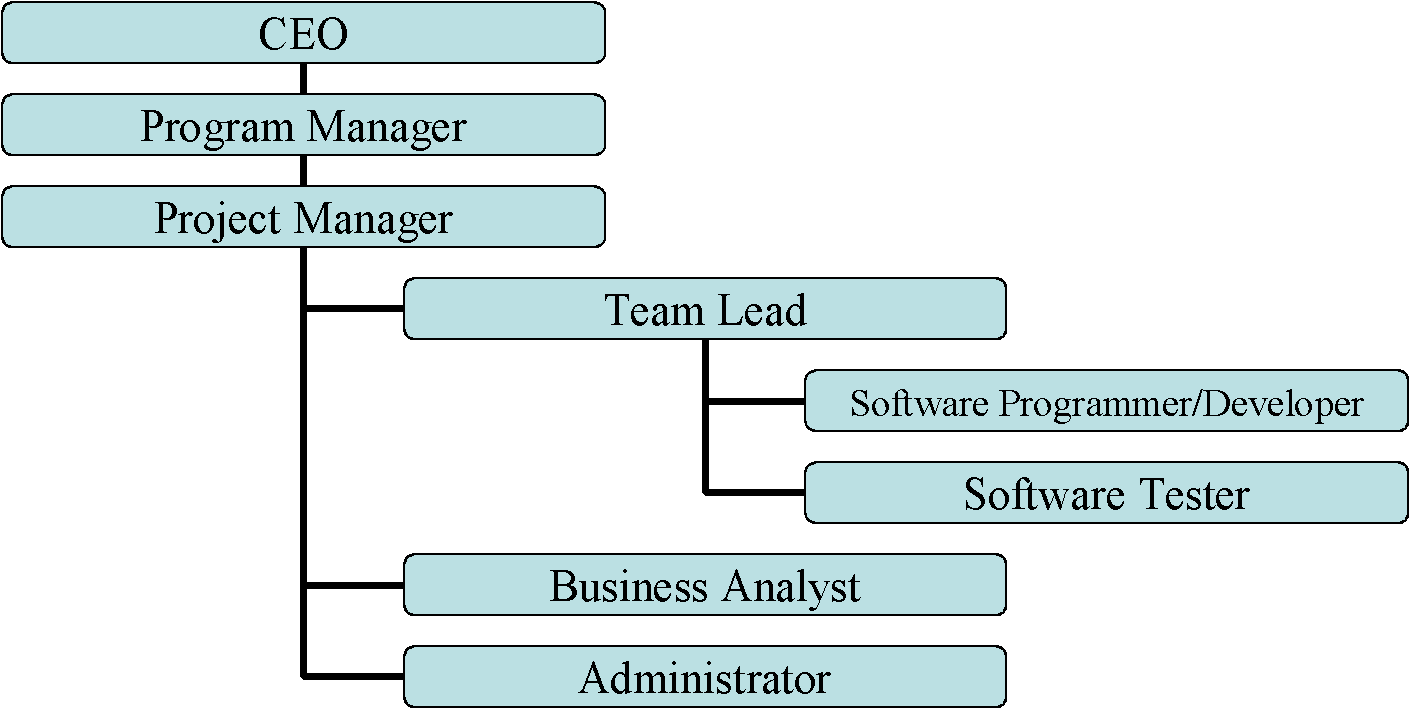 CEO
Program Manager
Project Manager
Team Lead
Software Programmer/Developer
Software Tester
Business Analyst
Administrator